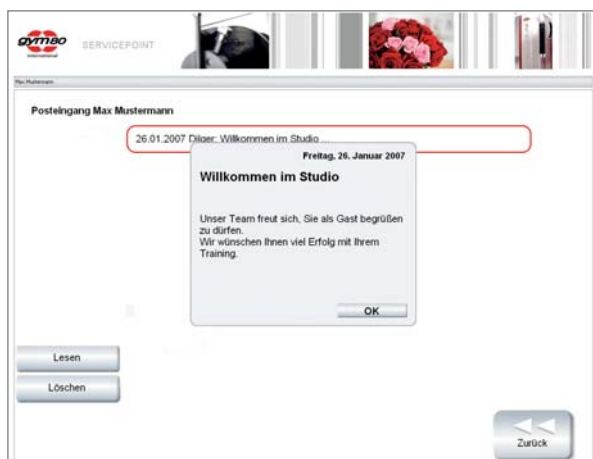 gym80
international
SERVICEPOINT
Max Mustermann
Posteingang Max Mustermann
26.01.2007 Dilger: Willkommen im Studio ...
Freitag, 26. Januar 2007
Willkommen im Studio
Unser Team freut sich, Sie als Gast begrüßen
zu dürfen.
Wir wünschen Ihnen viel Erfolg mit Ihrem
Training.
OK
Lesen
Löschen
Zurück